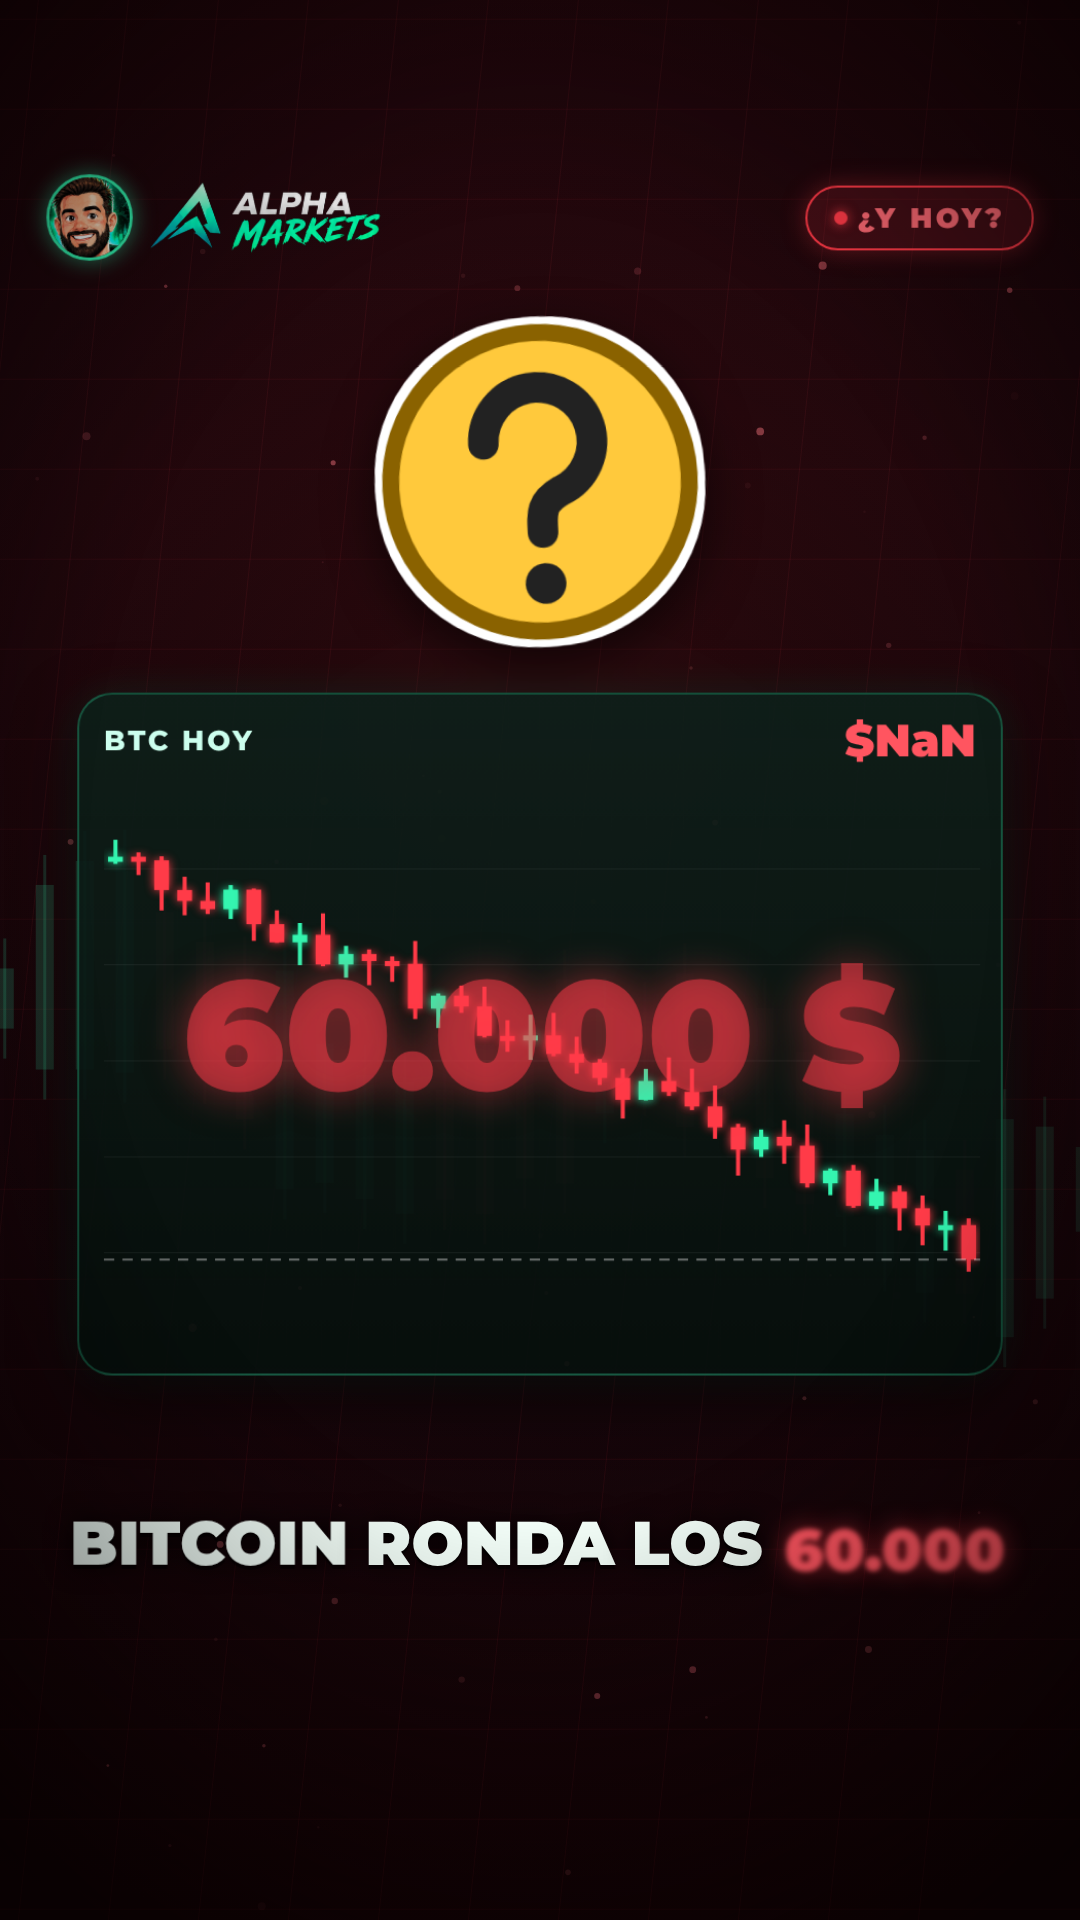 ALPHA
MARKETS
¿Y HOY?
?
BTC HOY
$NaN
60.000 $
BITCOIN RONDA LOS 60.000